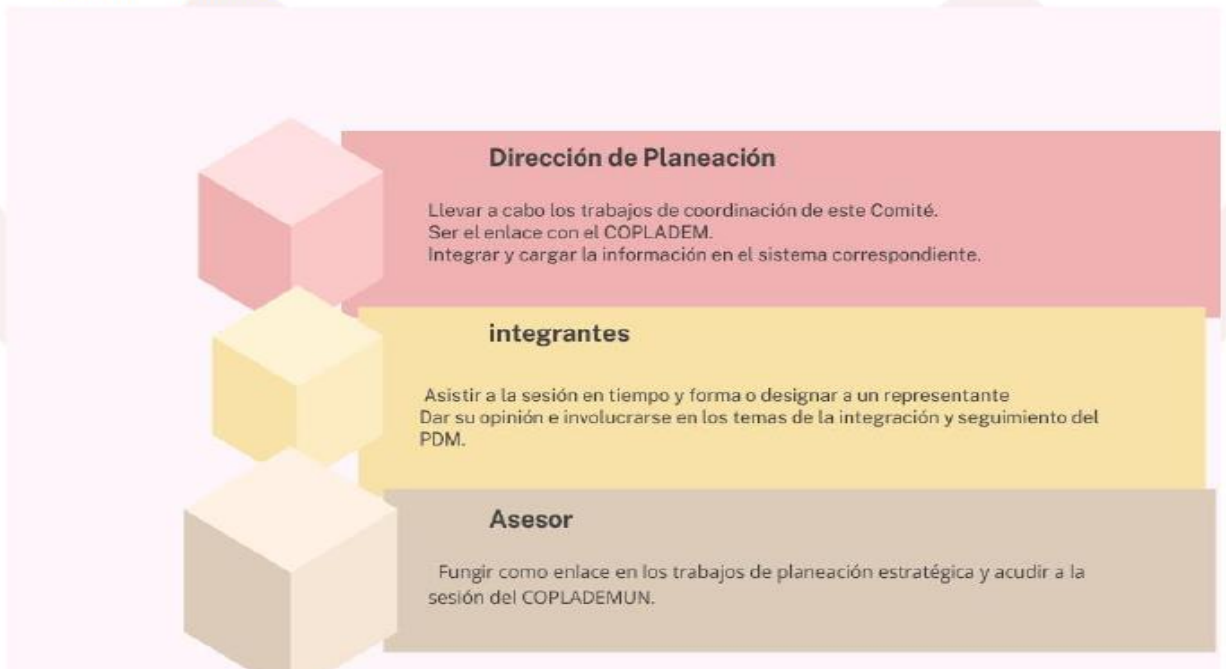 Dirección de Planeación
Llevar a cabo los trabajos de coordinación de este Comité.
Ser el enlace con el COPLADEM.
Integrar y cargar la información en el sistema correspondiente.
integrantes
Asistir a la sesión en tiempo y forma o designar a un representante
Dar su opinión e involucrarse en los temas de la integración y seguimiento del
PDM.
Asesor
Fungir como enlace en los trabajos de planeación estratégica y acudir a la
sesión del COPLADEMUN.